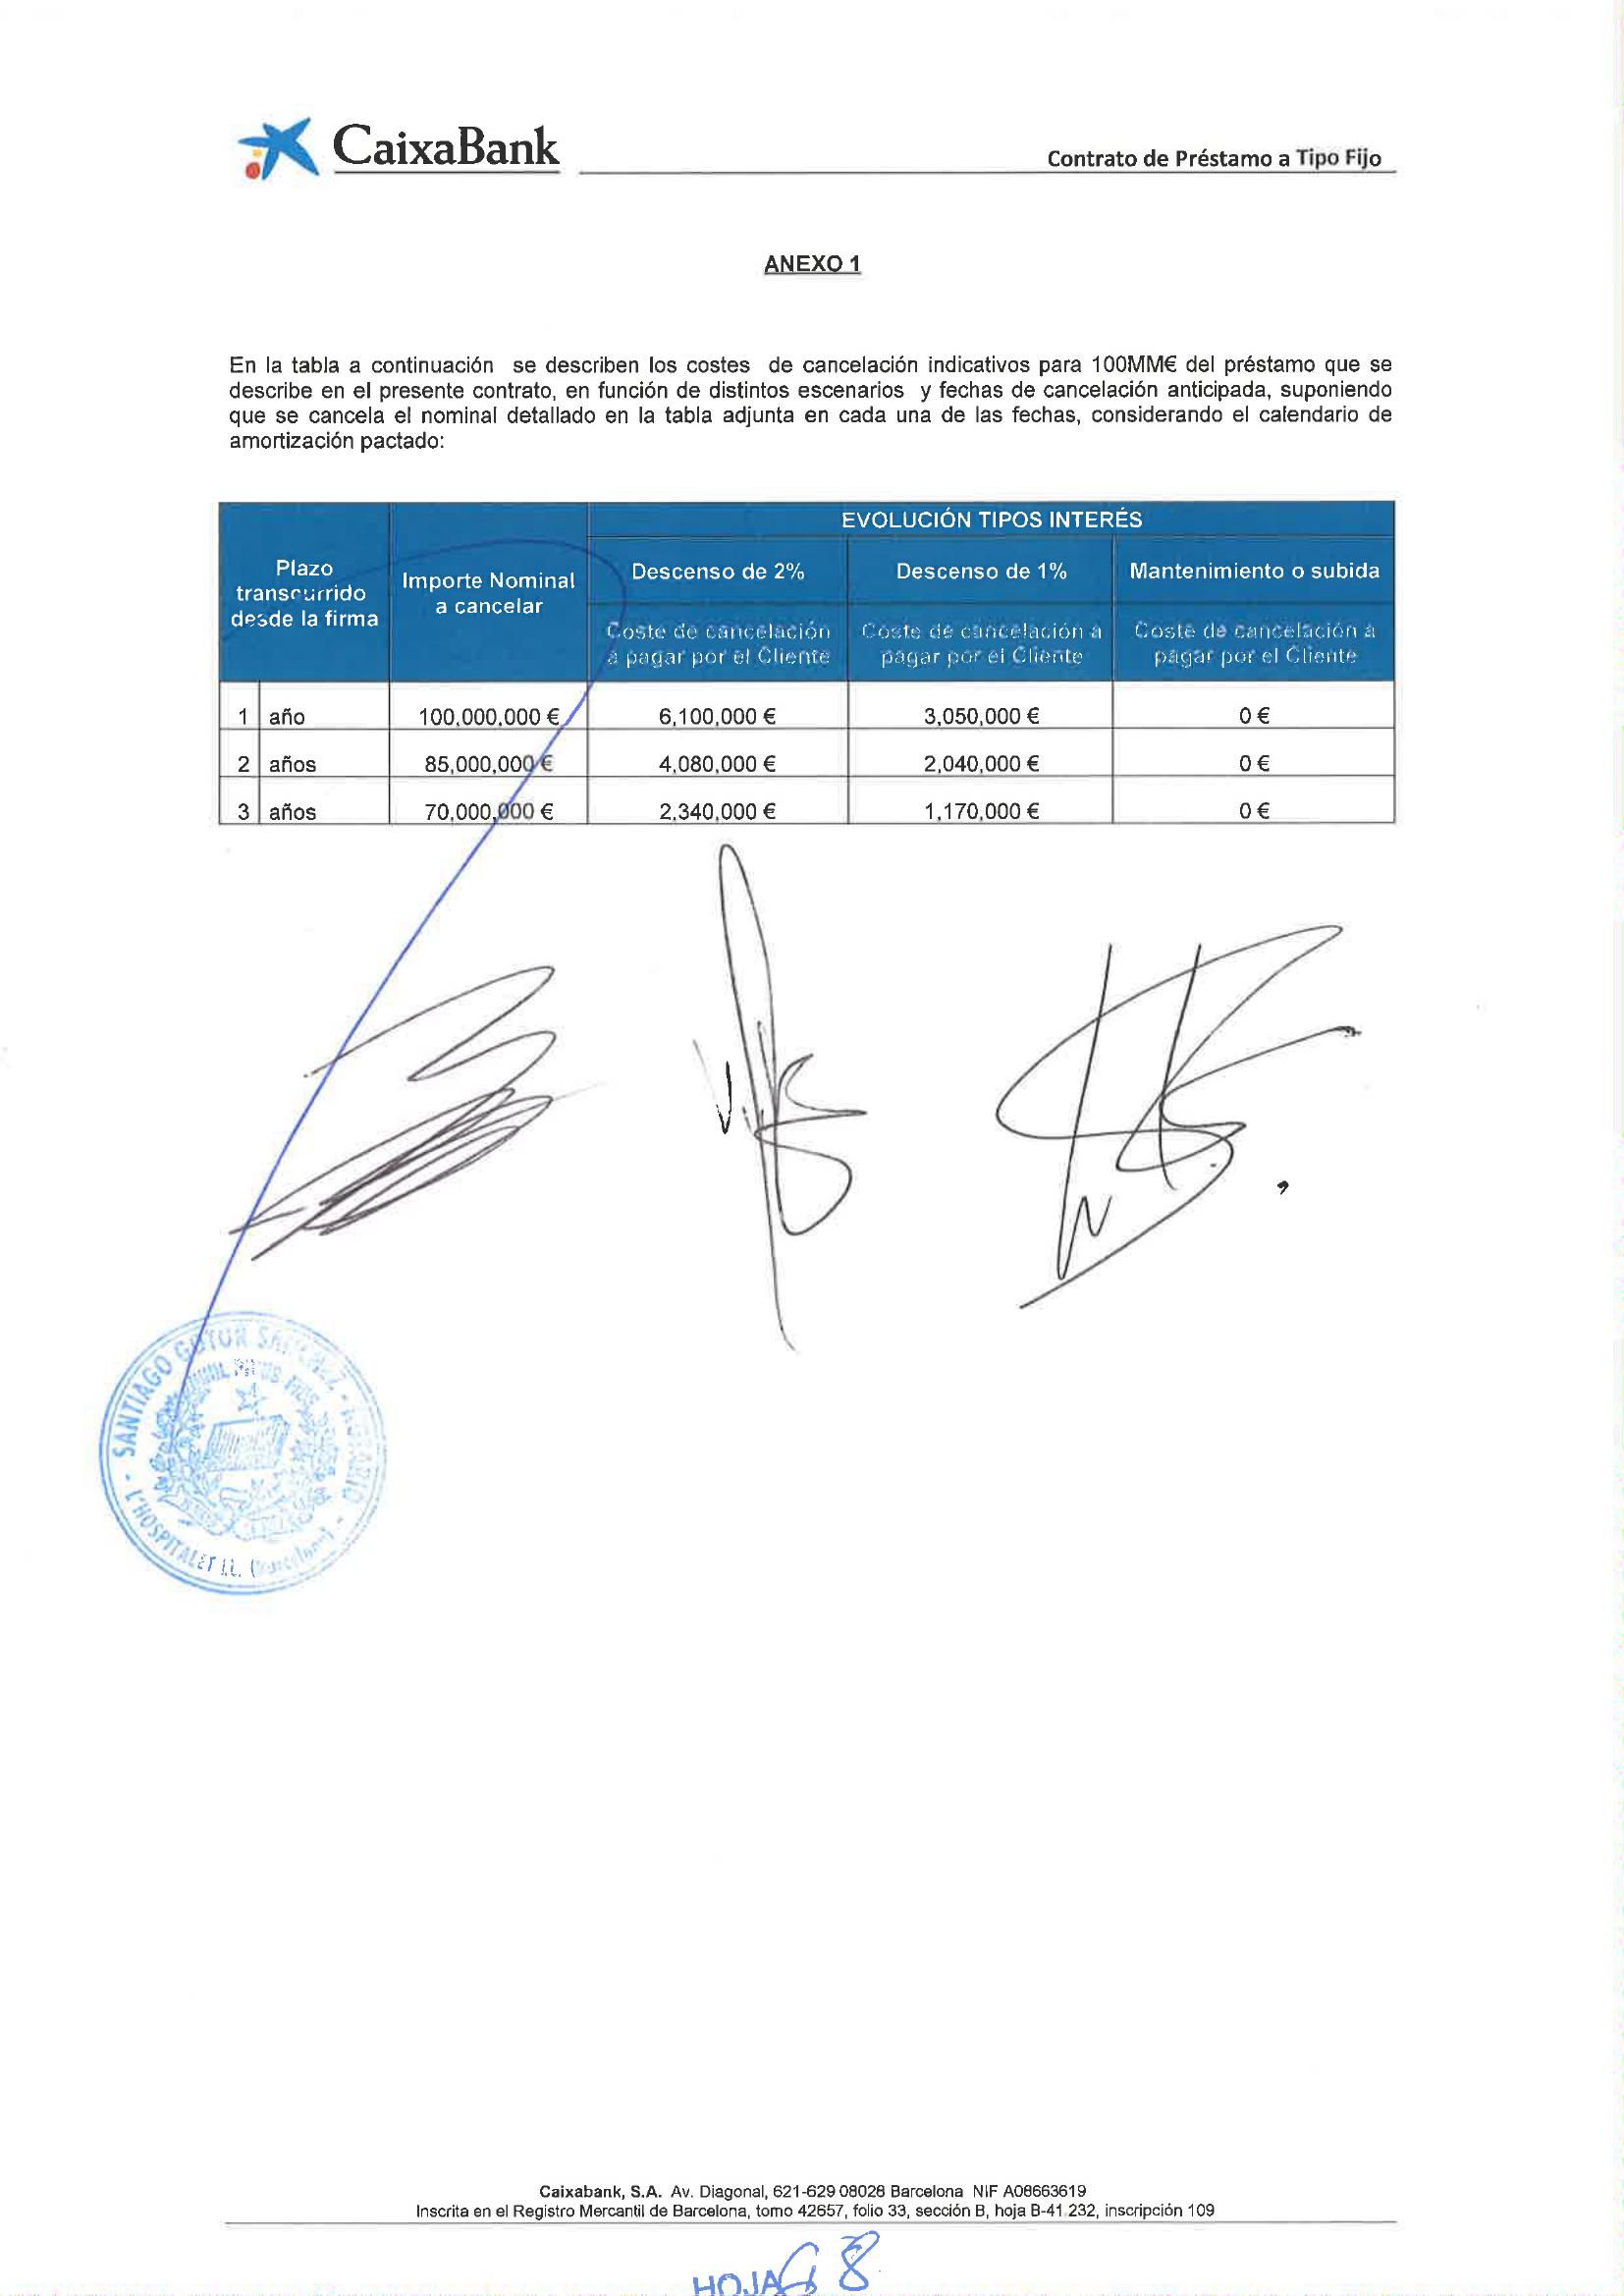 CaixaBank
Contrato de Préstamo a Tipo Fijo
ANEXO 1
En la tabla a continuación se describen los costes de cancelación indicativos para 100MM€ del préstamo que se
describe en el presente contrato, en función de distintos escenarios y fechas de cancelación anticipada, suponiendo
que se cancela el nominal detallado en la tabla adjunta en cada una de las fechas, considerando el calendario de
amortización pactado:
EVOLUCIÓN TIPOS INTERÉS
Plazo
transcurrido
desde la firma
Importe Nominal
a cancelar
Descenso de 2%
Descenso de 1%
Mantenimiento o subida
Coste de cancelación
a pagar por el Cliente
Coste de cancelación a
pagar por el Cliente
Coste de cancelación a
pagar por el Cliente
1 año 100,000,000 € 6,100,000 € 3,050,000 € 0 €
2 años 85,000,000 € 4,080,000 € 2,040,000 € 0 €
3 años 70,000,000 € 2,340,000 € 1,170,000 € 0 €
SANTIAGO
NOTARIO
L'HOSPITALET LL. (Barcelona)
Caixabank, S.A. Av. Diagonal, 621-629 08028 Barcelona NIF A08663619
Inscrita en el Registro Mercantil de Barcelona, tomo 42657, folio 33, sección B, hoja B-41.232, inscripción 109
HOJA 68